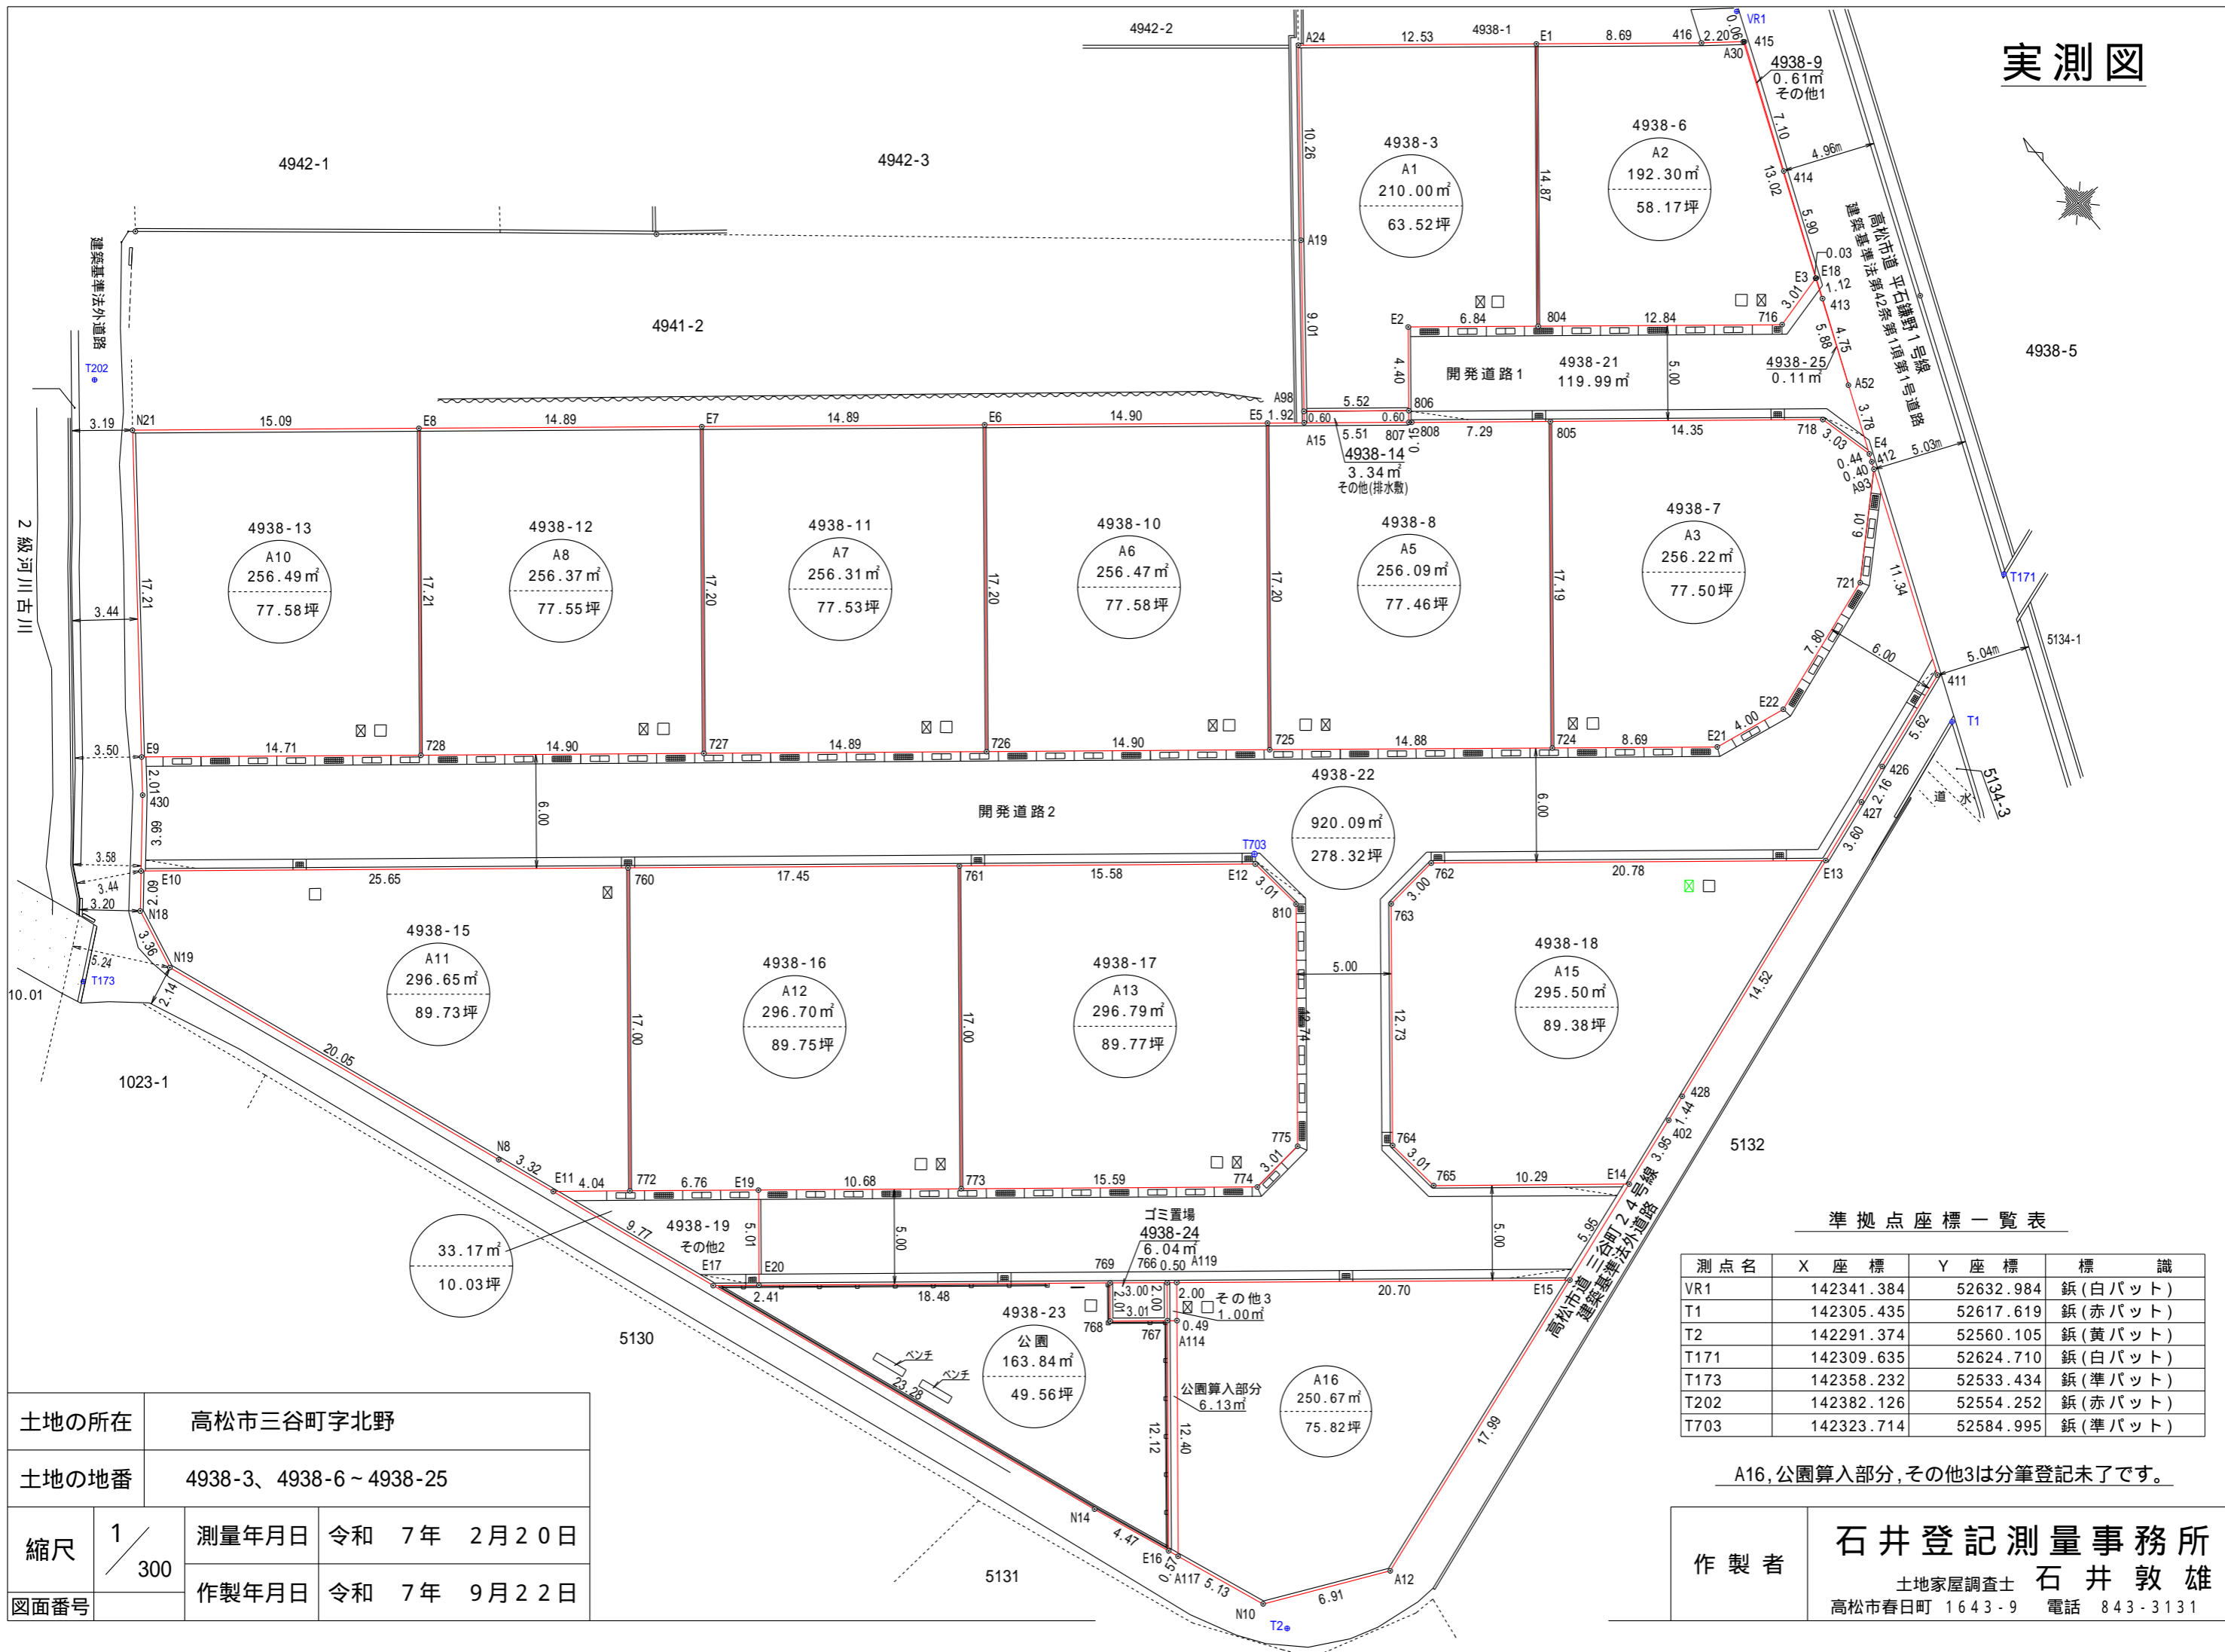 実測図
4942-2
A24
12.53
4938-1
E1
8.69
416
2.20
0.06
VR1
415
A30
4938-9
0.61㎡
その他1
4942-1
4942-3
10.26
4938-3
A1
210.00㎡
63.52坪
14.87
4938-6
A2
192.30㎡
58.17坪
7.10
13.02
4.96m
414
5.90
高松市道 平石鎌野1号線
建築基準法第42条第1項第1号道路
建築基準法外道路
A19
0.03
E3
E18
1.12
413
3.01
4941-2
9.01
E2
6.84
804
12.84
716
4938-5
T202
4.40
開発道路1
4938-21
119.99㎡
5.00
4938-25
0.11㎡
5.88
4.75
A52
3.78
3.19
N21
15.09
E8
14.89
E7
14.89
E6
14.90
E5
1.92
A98
5.52
806
0.60
0.60
A15
5.51
807
0.15
808
7.29
805
14.35
718
3.03
E4
0.44
412
0.40
A93
5.03m
4938-14
3.34㎡
その他(排水敷)
2級河川古川
4938-13
A10
256.49㎡
77.58坪
4938-12
A8
256.37㎡
77.55坪
4938-11
A7
256.31㎡
77.53坪
4938-10
A6
256.47㎡
77.58坪
4938-8
A5
256.09㎡
77.46坪
4938-7
A3
256.22㎡
77.50坪
17.21
17.21
17.20
17.20
17.20
17.19
6.01
721
11.34
T171
3.44
7.80
6.00
5.04m
5134-1
411
3.50
E9
14.71
728
14.90
727
14.89
726
14.90
725
14.88
724
8.69
E21
4.00
E22
T1
5.62
426
2.16
427
3.60
5134-3
道
水
2.01
430
3.99
6.00
開発道路2
4938-22
920.09㎡
278.32坪
6.00
3.58
3.44
E10
25.65
760
17.45
761
15.58
E12
T703
3.01
810
3.00
762
20.78
E13
763
2.09
3.20
N18
3.36
N19
5.24
T173
2.14
10.01
4938-15
A11
296.65㎡
89.73坪
4938-16
A12
296.70㎡
89.75坪
4938-17
A13
296.79㎡
89.77坪
4938-18
A15
295.50㎡
89.38坪
17.00
17.00
12.74
5.00
12.73
14.52
20.05
1023-1
N8
3.32
E11
4.04
772
6.76
E19
10.68
773
15.59
774
3.01
775
764
3.01
765
10.29
E14
3.95
402
1.44
428
5132
33.17㎡
10.03坪
9.77
4938-19
その他2
5.01
5.00
ゴミ置場
4938-24
6.04㎡
5.00
5.95
高松市道 三谷町24号線
建築基準法外道路
E17
E20
2.41
18.48
769
766
0.50
A119
3.00
2.01
2.00
3.01
768
767
2.00
その他3
1.00㎡
0.49
A114
20.70
E15
5130
4938-23
公園
163.84㎡
49.56坪
ベンチ
ベンチ
23.28
公園算入部分
6.13㎡
12.12
12.40
A16
250.67㎡
75.82坪
17.99
N14
4.47
E16
0.57
A117
5.13
N10
6.91
A12
T2
5131
準拠点座標一覧表
測点名 X 座 標 Y 座 標 標 識
VR1 142341.384 52632.984 鋲(白パット)
T1 142305.435 52617.619 鋲(赤パット)
T2 142291.374 52560.105 鋲(黄パット)
T171 142309.635 52624.710 鋲(白パット)
T173 142358.232 52533.434 鋲(準パット)
T202 142382.126 52554.252 鋲(赤パット)
T703 142323.714 52584.995 鋲(準パット)
A16,公園算入部分,その他3は分筆登記未了です。
土地の所在 高松市三谷町字北野
土地の地番 4938-3、4938-6~4938-25
縮尺 1/300 測量年月日 令和 7年 2月20日
作製年月日 令和 7年 9月22日
図面番号
作製者
石井登記測量事務所
土地家屋調査士 石井敦雄
高松市春日町 1643-9 電話 843-3131